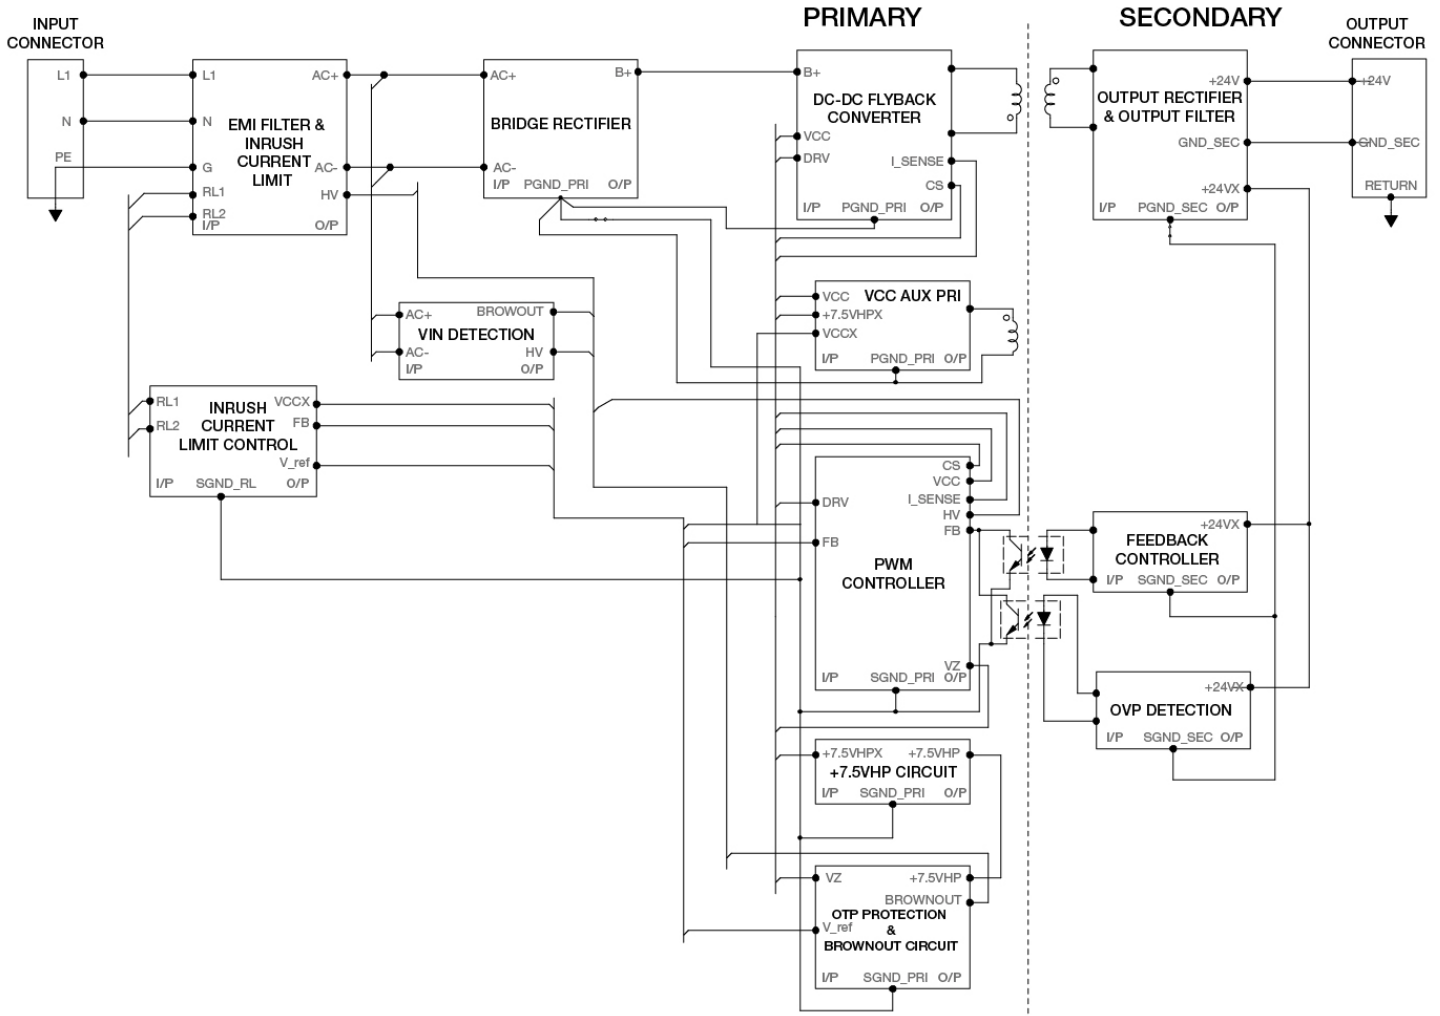 PRIMARY
SECONDARY
INPUT
CONNECTOR
L1
N
PE
L1
N
G
RL1
RL2
I/P
EMI FILTER &
INRUSH
CURRENT
LIMIT
AC+
AC-
HV
O/P
AC+
AC-
I/P
BRIDGE RECTIFIER
PGND_PRI
B+
O/P
B+
VCC
DRV
I/P
DC-DC FLYBACK
CONVERTER
I_SENSE
CS
PGND_PRI
O/P
OUTPUT RECTIFIER
& OUTPUT FILTER
+24V
GND_SEC
+24VX
I/P
PGND_SEC
O/P
OUTPUT
CONNECTOR
+24V
GND_SEC
RETURN
AC+
AC-
I/P
VIN DETECTION
BROWOUT
HV
O/P
VCC
+7.5VHPX
VCCX
VCC AUX PRI
I/P
PGND_PRI
O/P
RL1
RL2
INRUSH
CURRENT
LIMIT CONTROL
VCCX
FB
V_ref
I/P
SGND_RL
O/P
DRV
FB
PWM
CONTROLLER
CS
VCC
I_SENSE
HV
FB
VZ
I/P
SGND_PRI
O/P
+24VX
FEEDBACK
CONTROLLER
I/P
SGND_SEC
O/P
+24VX
OVP DETECTION
I/P
SGND_SEC
O/P
+7.5VHPX
+7.5VHP
+7.5VHP CIRCUIT
I/P
SGND_PRI
O/P
VZ
+7.5VHP
BROWNOUT
OTP PROTECTION
&
BROWNOUT CIRCUIT
V_ref
I/P
SGND_PRI
O/P